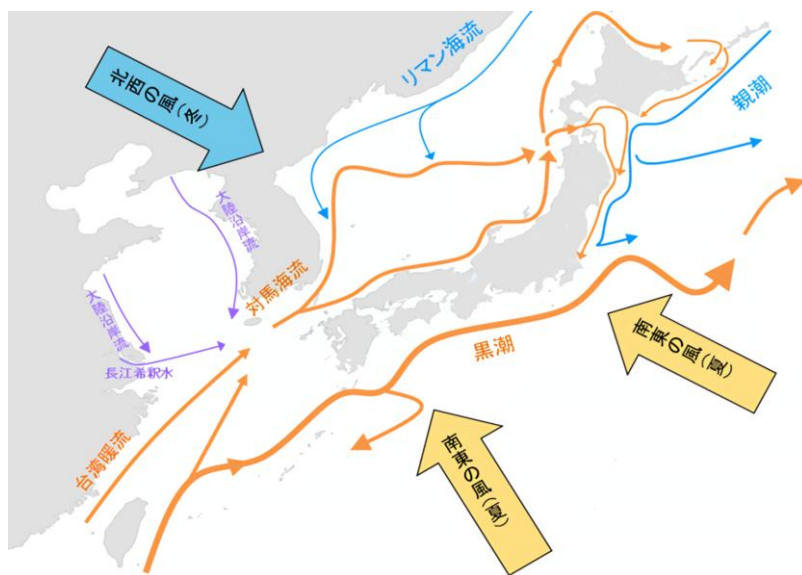 北西の風(冬)
リマン海流
親潮
大陸沿岸流
対馬海流
大陸沿岸流
長江希釈水
黒潮
南東の風(夏)
台湾暖流
南東の風(夏)